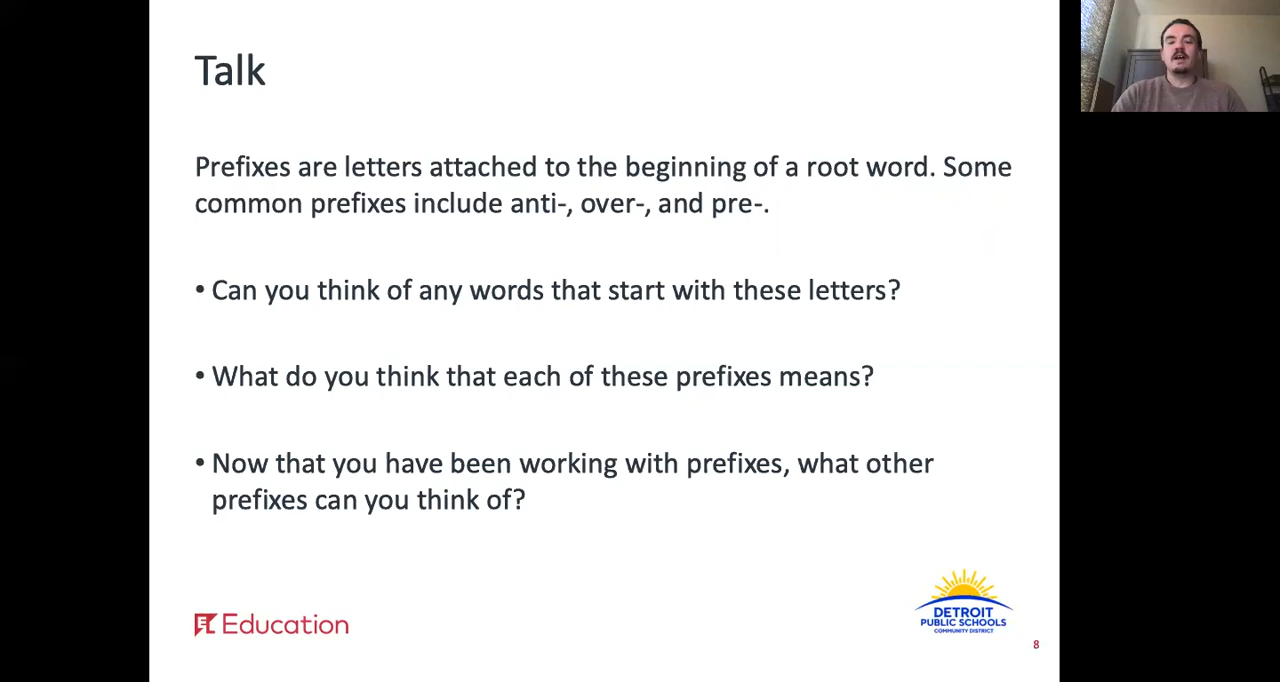 Talk
Prefixes are letters attached to the beginning of a root word. Some
common prefixes include anti-, over-, and pre-.
• Can you think of any words that start with these letters?
• What do you think that each of these prefixes means?
• Now that you have been working with prefixes, what other
prefixes can you think of?
EL Education
DETROIT
PUBLIC SCHOOLS
COMMUNITY DISTRICT
8